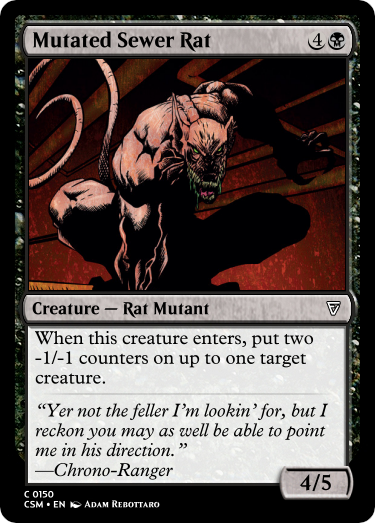 Mutated Sewer Rat 4
Creature — Rat Mutant
When this creature enters, put two
-1/-1 counters on up to one target
creature.
“Yer not the feller I’m lookin’ for, but I
reckon you may as well be able to point
me in his direction.”
—Chrono-Ranger
4/5
C 0150
CSM • EN Adam Rebottaro